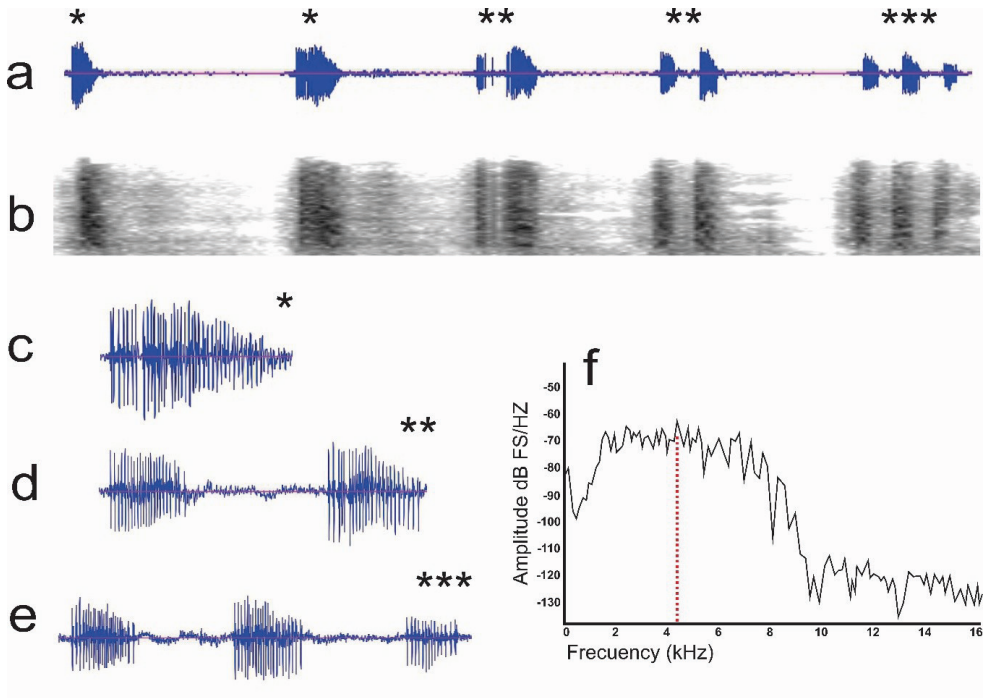 * * ** ** ***
a
b
c
*
d
**
e
***
f
Amplitude dB FS/HZ
-50
-60
-70
-80
-90
-100
-110
-120
-130
0 2 4 6 8 10 12 14 16
Frecuency (kHz)